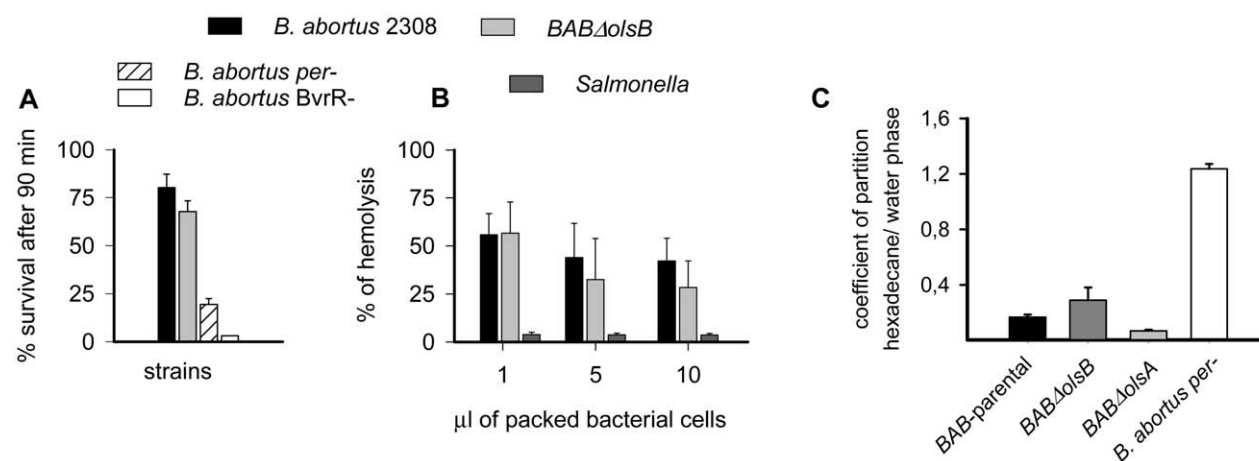 B. abortus 2308
BABΔolsB
B. abortus per-
B. abortus BvrR-
Salmonella
A
% survival after 90 min
100
75
50
25
0
strains
B
% of hemolysis
100
75
50
25
0
1 5 10
µl of packed bacterial cells
C
coefficient of partition
hexadecane/ water phase
1,6
1,2
0,8
0,4
BAB-parental
BABΔolsB
BABΔolsA
B. abortus per-